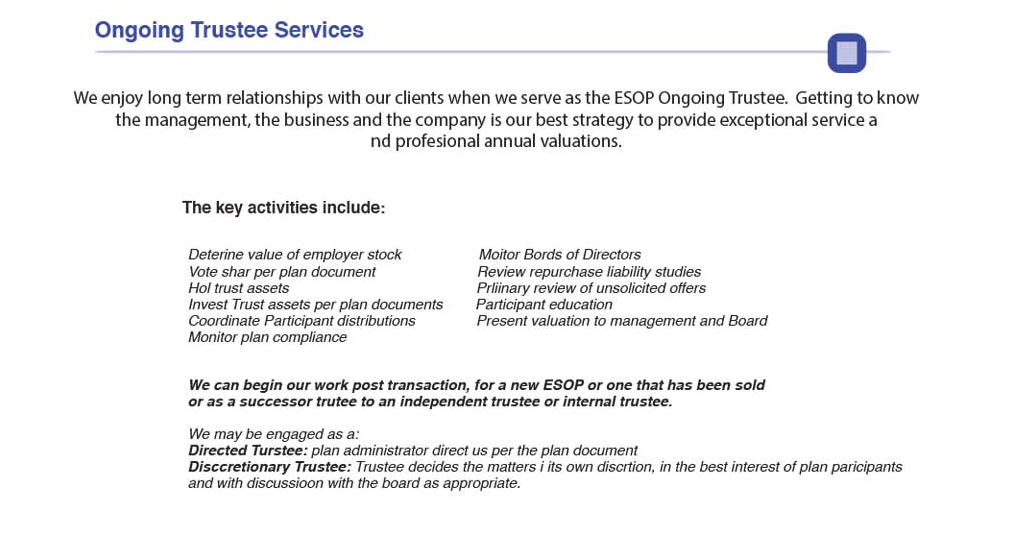 Ongoing Trustee Services
We enjoy long term relationships with our clients when we serve as the ESOP Ongoing Trustee.  Getting to know
the management, the business and the company is our best strategy to provide exceptional service a
nd profesional annual valuations.
The key activities include:
Deterine value of employer stock
Vote shar per plan document
Hol trust assets
Invest Trust assets per plan documents
Coordinate Participant distributions
Monitor plan compliance
Moitor Bords of Directors
Review repurchase liability studies
Prliinary review of unsolicited offers
Participant education
Present valuation to management and Board
We can begin our work post transaction, for a new ESOP or one that has been sold
or as a successor trutee to an independent trustee or internal trustee.
We may be engaged as a:
Directed Turstee: plan administrator direct us per the plan document
Disccretionary Trustee: Trustee decides the matters i its own discrtion, in the best interest of plan paricipants
and with discussioon with the board as appropriate.